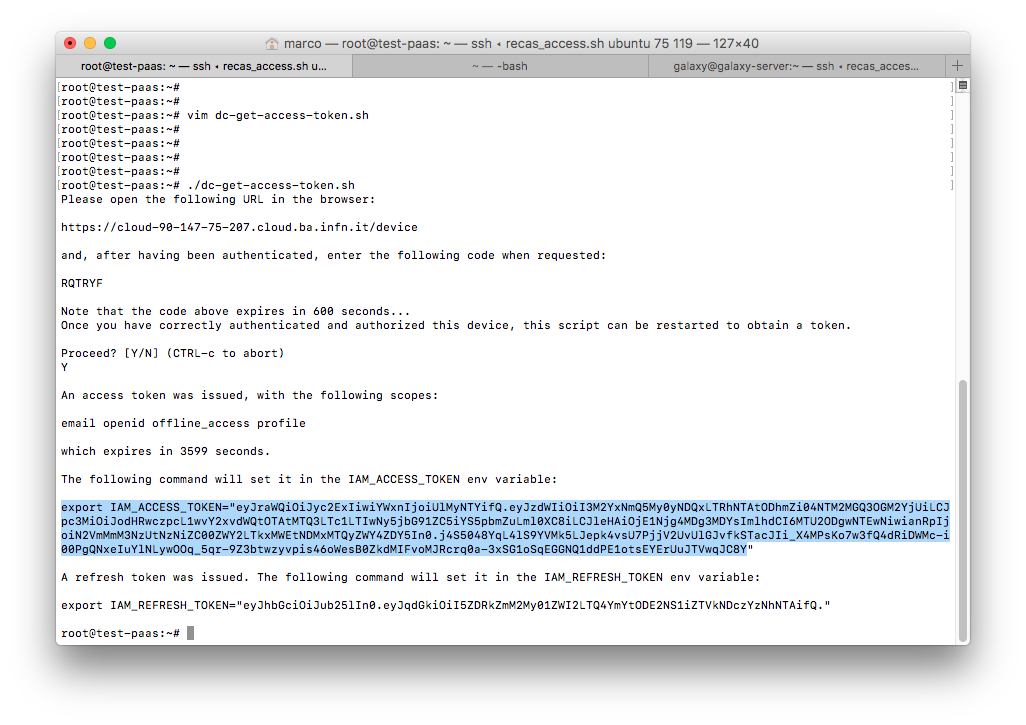 marco — root@test-paas: ~ — ssh ◂ recas_access.sh ubuntu 75 119 — 127×40
root@test-paas: ~ — ssh ◂ recas_access.sh u... ~ — -bash galaxy@galaxy-server:~ — ssh ◂ recas_acces... +
[root@test-paas:~# ]
[root@test-paas:~# ]
[root@test-paas:~# vim dc-get-access-token.sh ]
[root@test-paas:~# ]
[root@test-paas:~# ]
[root@test-paas:~# ]
[root@test-paas:~# ]
[root@test-paas:~# ./dc-get-access-token.sh ]
Please open the following URL in the browser:
https://cloud-90-147-75-207.cloud.ba.infn.it/device
and, after having been authenticated, enter the following code when requested:
RQTRYF
Note that the code above expires in 600 seconds...
Once you have correctly authenticated and authorized this device, this script can be restarted to obtain a token.
Proceed? [Y/N] (CTRL-c to abort)
Y
An access token was issued, with the following scopes:
email openid offline_access profile
which expires in 3599 seconds.
The following command will set it in the IAM_ACCESS_TOKEN env variable:
export IAM_ACCESS_TOKEN="eyJraWQiOiJyc2ExIiwiYWxnIjoiUlMyNTYifQ.eyJzdWIiOiI3M2YxNmQ5My0yNDQxLTRhNTAtODhmZi04NTM2MGQ3OGM2YjUiLCJ
pc3MiOiJodHRwczpcL1wvY2xvdWQtOTAtMTQ3LTc1LTIwNy5jbG91ZC5iYS5pbmZuLml0XC8iLCJleHAiOjE1Njg4MDg3MDYsImlhdCI6MTU2ODgwNTEwNiwianRpIj
oiN2VmMmM3NzUtNzNiZC00ZWY2LTkxMWEtNDMxMTQyZWY4ZDY5In0.j4S5048YqL4lS9YVMk5LJepk4vsU7PjjV2UvUlGJvfkSTacJIi_X4MPsKo7w3fQ4dRiDWMc-i
00PgQNxeIuYlNLywOOq_5qr-9Z3btwzyvpis46oWesB0ZkdMIFvoMJRcrq0a-3xSG1oSqEGGNQ1ddPE1otsEYErUuJTVwqJC8Y"
A refresh token was issued. The following command will set it in the IAM_REFRESH_TOKEN env variable:
export IAM_REFRESH_TOKEN="eyJhbGciOiJub25lIn0.eyJqdGkiOiI5ZDRkZmM2My01ZWI2LTQ4YmYtODE2NS1iZTVkNDczYzNhNTAifQ."
root@test-paas:~#